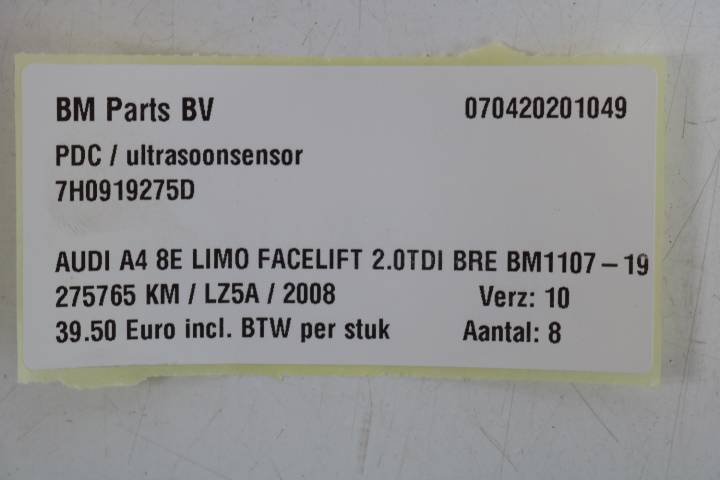 BM Parts BV 070420201049
PDC / ultrasoonsensor
7H0919275D
AUDI A4 8E LIMO FACELIFT 2.0TDI BRE BM1107-19
275765 KM / LZ5A / 2008 Verz: 10
39.50 Euro incl. BTW per stuk Aantal: 8